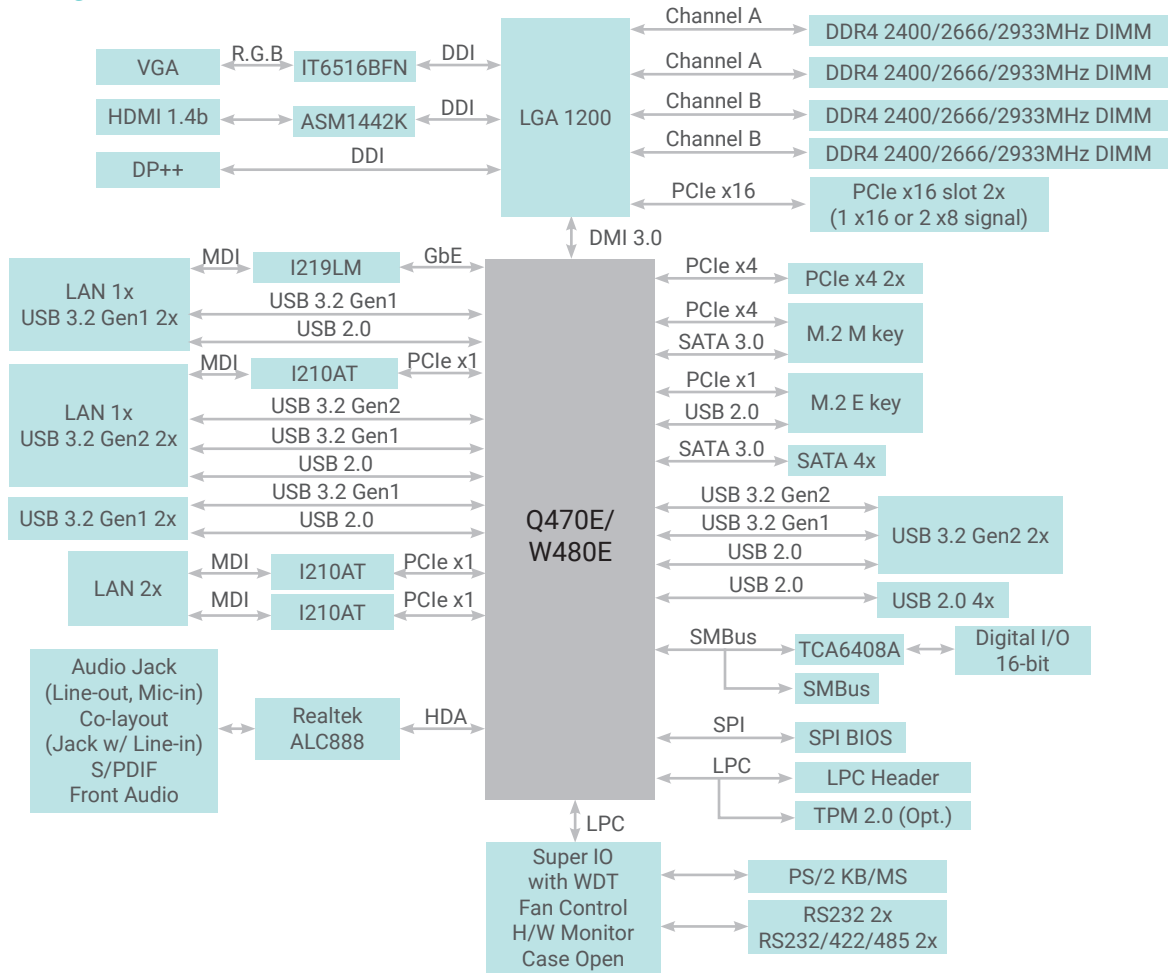 Channel A
DDR4 2400/2666/2933MHz DIMM
VGA
R.G.B
IT6516BFN
DDI
Channel A
DDR4 2400/2666/2933MHz DIMM
HDMI 1.4b
ASM1442K
DDI
LGA 1200
Channel B
DDR4 2400/2666/2933MHz DIMM
Channel B
DDR4 2400/2666/2933MHz DIMM
DP++
DDI
PCIe x16
PCIe x16 slot 2x
(1 x16 or 2 x8 signal)
DMI 3.0
LAN 1x
USB 3.2 Gen1 2x
MDI
I219LM
GbE
USB 3.2 Gen1
USB 2.0
LAN 1x
USB 3.2 Gen2 2x
MDI
I210AT
PCIe x1
USB 3.2 Gen2
USB 3.2 Gen1
USB 2.0
USB 3.2 Gen1 2x
USB 3.2 Gen1
USB 2.0
LAN 2x
MDI
I210AT
PCIe x1
MDI
I210AT
PCIe x1
Audio Jack
(Line-out, Mic-in)
Co-layout
(Jack w/ Line-in)
S/PDIF
Front Audio
Realtek
ALC888
HDA
Q470E/
W480E
PCIe x4
PCIe x4 2x
PCIe x4
SATA 3.0
M.2 M key
PCIe x1
USB 2.0
M.2 E key
SATA 3.0
SATA 4x
USB 3.2 Gen2
USB 3.2 Gen1
USB 2.0
USB 3.2 Gen2 2x
USB 2.0
USB 2.0 4x
SMBus
TCA6408A
Digital I/O
16-bit
SMBus
SPI
SPI BIOS
LPC
LPC Header
TPM 2.0 (Opt.)
LPC
Super IO
with WDT
Fan Control
H/W Monitor
Case Open
PS/2 KB/MS
RS232 2x
RS232/422/485 2x